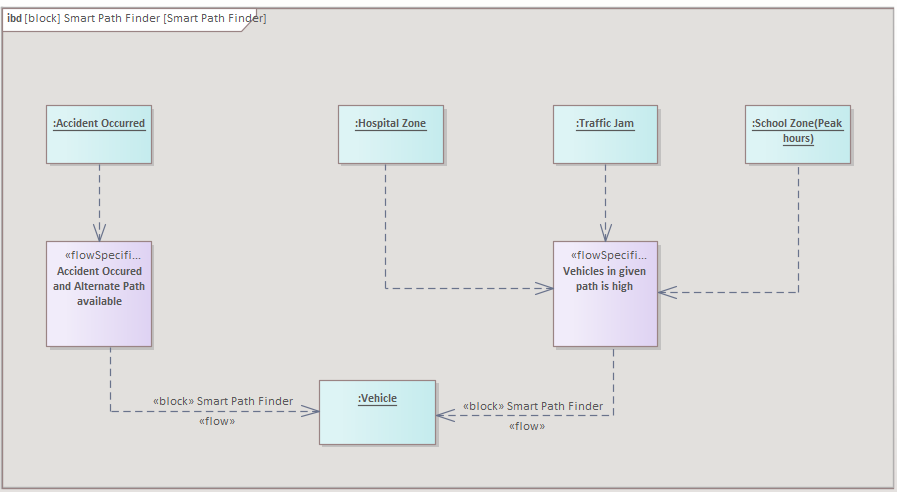 ibd [block] Smart Path Finder [Smart Path Finder]
:Accident Occurred
:Hospital Zone
:Traffic Jam
:School Zone(Peak
hours)
«flowSpecifi...
Accident Occured
and Alternate Path
available
«flowSpecifi...
Vehicles in given
path is high
«block» Smart Path Finder
«flow»
:Vehicle
«block» Smart Path Finder
«flow»